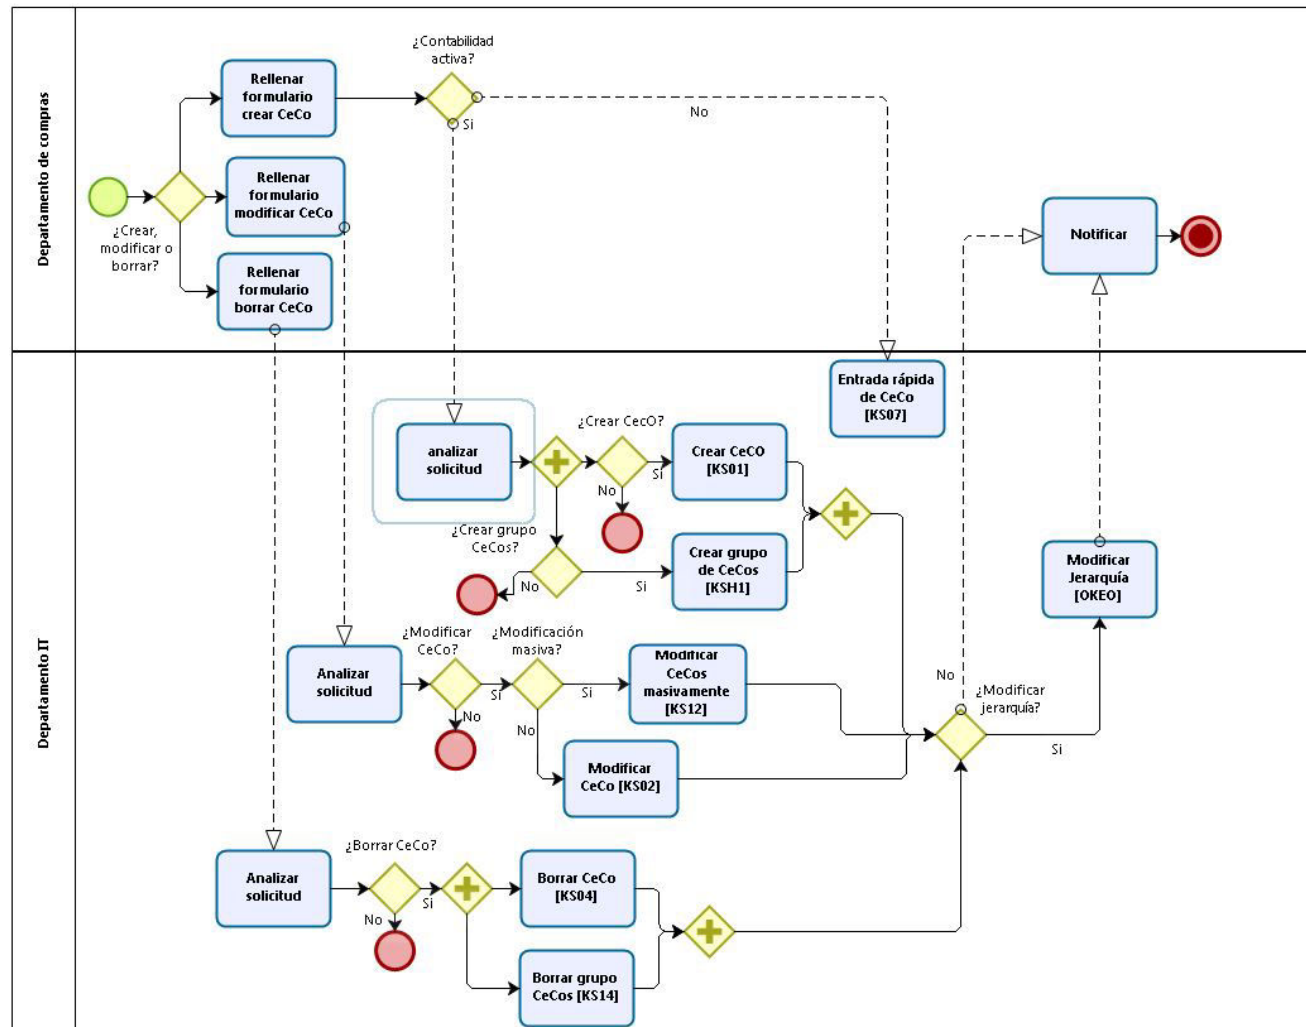 Departamento de compras
¿Contabilidad
activa?
Rellenar
formulario
crear CeCo
Si
No
Rellenar
formulario
modificar CeCo
¿Crear,
modificar o
borrar?
Rellenar
formulario
borrar CeCo
Notificar
Departamento IT
Entrada rápida
de CeCo
[KS07]
analizar
solicitud
¿Crear CecO?
Si
No
Crear CeCO
[KS01]
¿Crear grupo
CeCos?
No
Si
Crear grupo
de CeCos
[KSH1]
Modificar
Jerarquía
[OKEO]
Analizar
solicitud
¿Modificar
CeCo?
Si
No
¿Modificación
masiva?
Si
No
Modificar
CeCos
masivamente
[KS12]
Modificar
CeCo [KS02]
No
¿Modificar
jerarquía?
Si
Analizar
solicitud
¿Borrar CeCo?
Si
No
Borrar CeCo
[KS04]
Borrar grupo
CeCos [KS14]